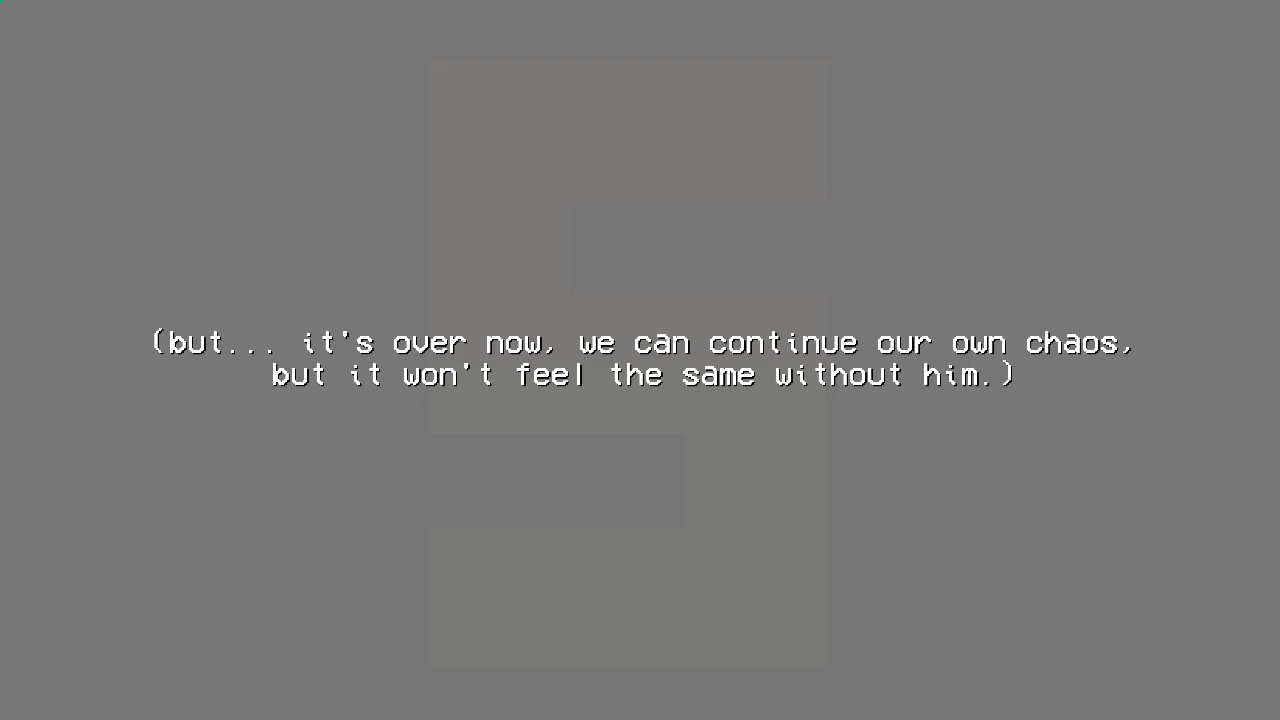 (but... it's over now, we can continue our own chaos,
but it won't feel the same without him.)